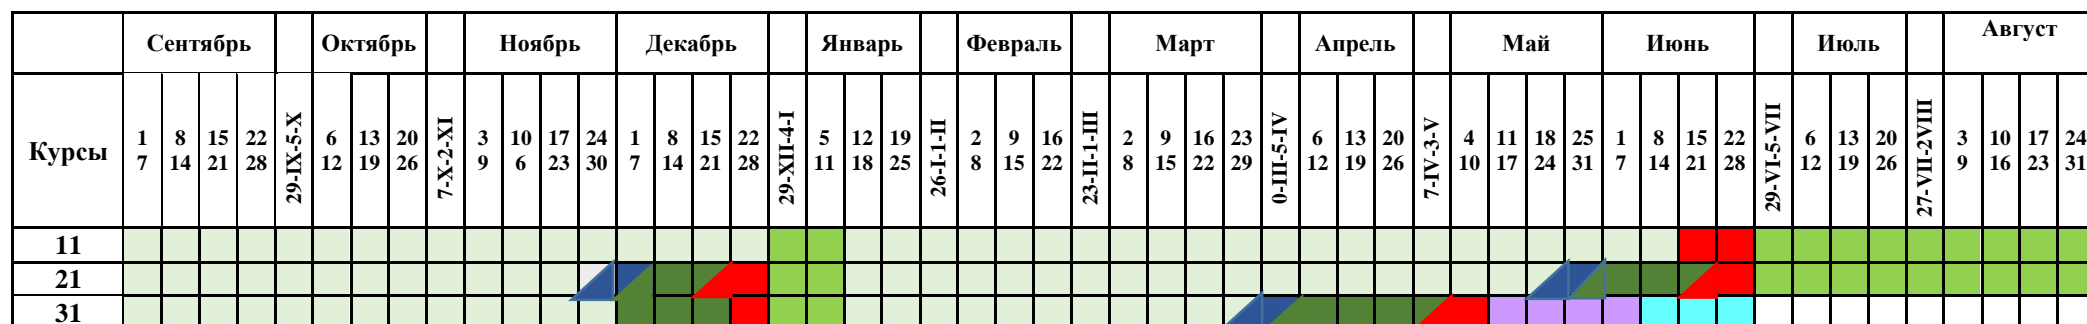 Сентябрь Октябрь Ноябрь Декабрь Январь Февраль Март Апрель Май Июнь Июль Август
Курсы
1 8 15 22 29-IX-5-X 6 13 20 7-X-2-XI 3 10 17 24 1 8 15 22 29-XII-4-I 5 12 19 26-I-1-II 2 9 16 23-II-1-III 2 9 16 23 0-III-5-IV 6 13 20 7-IV-3-V 4 11 18 25 1 8 15 22 29-VI-5-VII 6 13 20 27-VII-2VIII 3 10 17 24
7 14 21 28 12 19 26 9 6 23 30 7 14 21 28 11 18 25 8 15 22 8 15 22 29 12 19 26 10 17 24 31 7 14 21 28 12 19 26 9 16 23 31
11
21
31